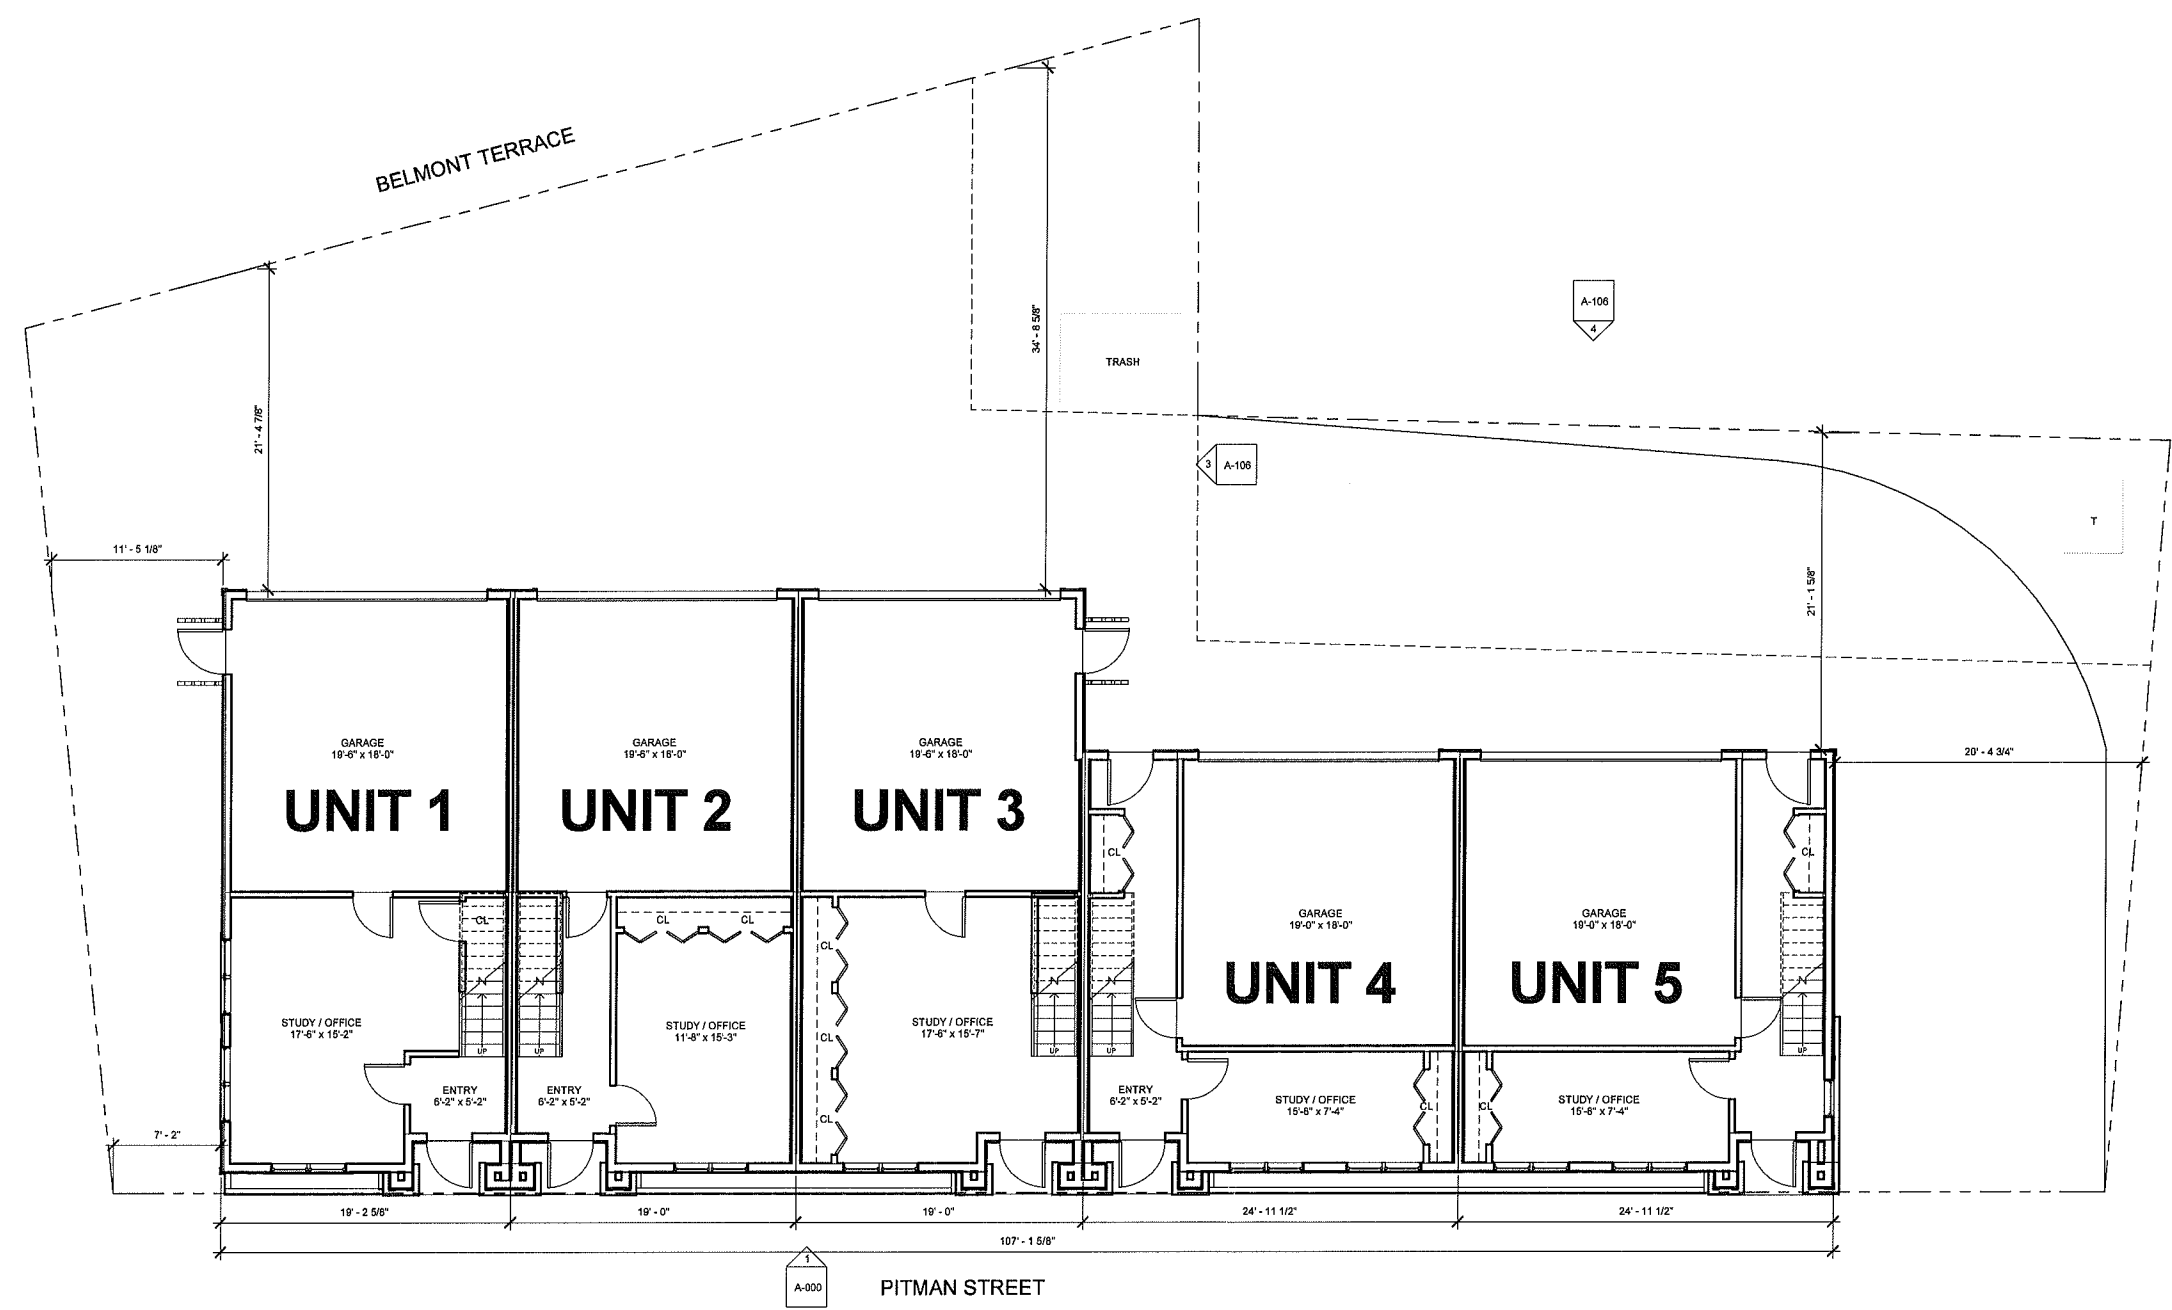 BELMONT TERRACE
A-106
4
34' - 8 5/8"
TRASH
21' - 4 7/8"
3
A-106
T
11' - 5 1/8"
21' - 1 5/8"
GARAGE
19'-6" x 18'-0"
UNIT 1
GARAGE
19'-6" x 18'-0"
UNIT 2
GARAGE
19'-6" x 18'-0"
UNIT 3
20' - 4 3/4"
CL
CL
GARAGE
19'-0" x 18'-0"
UNIT 4
GARAGE
19'-0" x 18'-0"
UNIT 5
CL
CL
CL
CL
STUDY / OFFICE
17'-6" x 15'-2"
STUDY / OFFICE
11'-8" x 15'-3"
STUDY / OFFICE
17'-6" x 15'-7"
CL
UP
UP
UP
UP
UP
ENTRY
6'-2" x 5'-2"
ENTRY
6'-2" x 5'-2"
CL
ENTRY
6'-2" x 5'-2"
STUDY / OFFICE
15'-6" x 7'-4"
CL
CL
STUDY / OFFICE
15'-6" x 7'-4"
7' - 2"
19' - 2 5/8"
19' - 0"
19' - 0"
24' - 11 1/2"
24' - 11 1/2"
107' - 1 5/8"
1
A-000
PITMAN STREET